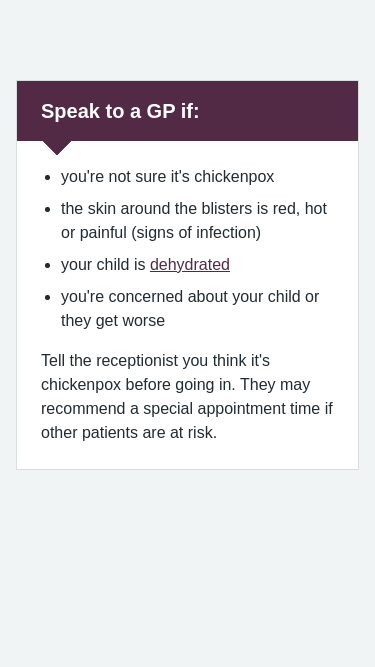 Speak to a GP if:
you're not sure it's chickenpox
the skin around the blisters is red, hot
or painful (signs of infection)
your child is dehydrated
you're concerned about your child or
they get worse
Tell the receptionist you think it's
chickenpox before going in. They may
recommend a special appointment time if
other patients are at risk.